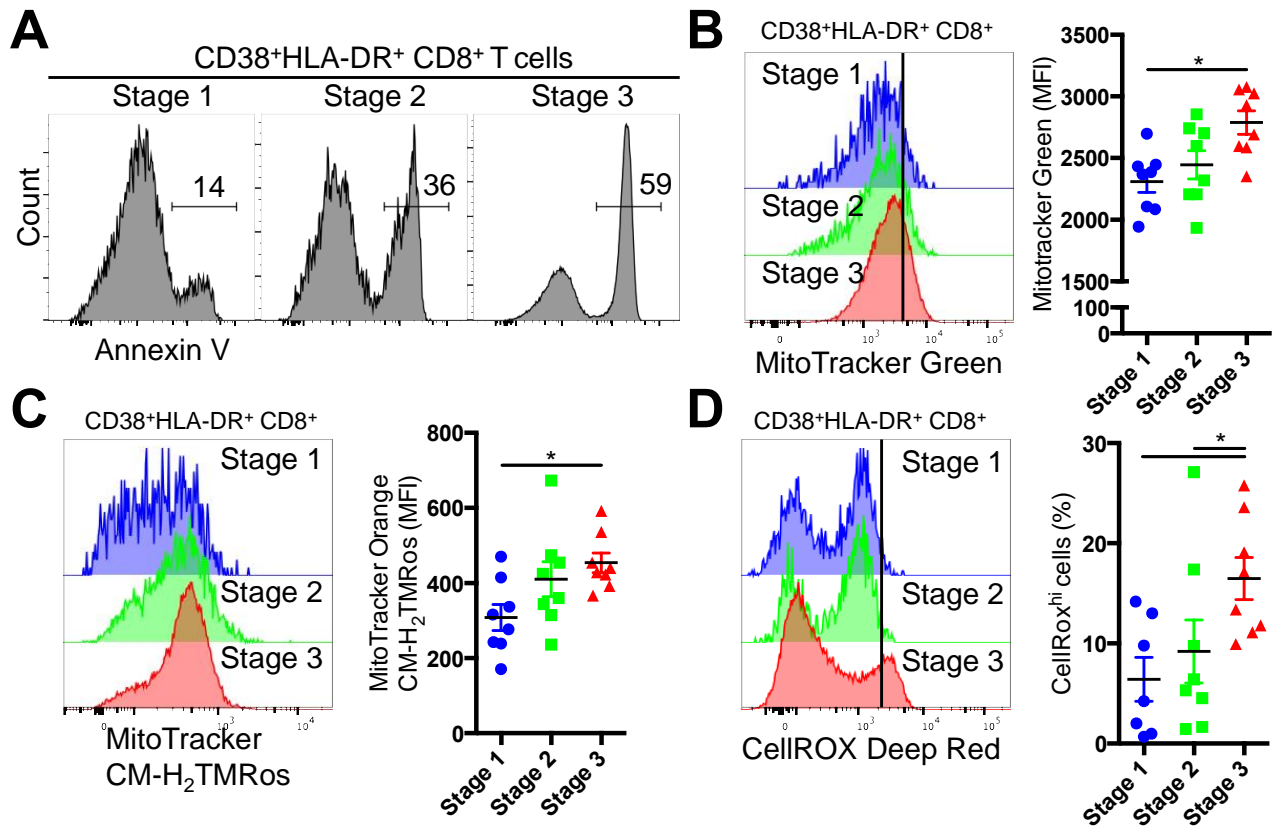 A
CD38⁺HLA-DR⁺ CD8⁺ T cells
Stage 1
Stage 2
Stage 3
14
36
59
Count
Annexin V
B
CD38⁺HLA-DR⁺ CD8⁺
Stage 1
Stage 2
Stage 3
0
10³
10⁴
10⁵
MitoTracker Green
Mitotracker Green (MFI)
3500
3000
2500
2000
1500
100
0
*
Stage 1
Stage 2
Stage 3
C
CD38⁺HLA-DR⁺ CD8⁺
Stage 1
Stage 2
Stage 3
0
10³
10⁴
MitoTracker
CM-H₂TMRos
MitoTracker Orange
CM-H₂TMRos (MFI)
800
600
400
200
0
*
Stage 1
Stage 2
Stage 3
D
CD38⁺HLA-DR⁺ CD8⁺
Stage 1
Stage 2
Stage 3
0
10³
10⁴
10⁵
CellROX Deep Red
CellRox^hi cells (%)
30
20
10
0
*
Stage 1
Stage 2
Stage 3